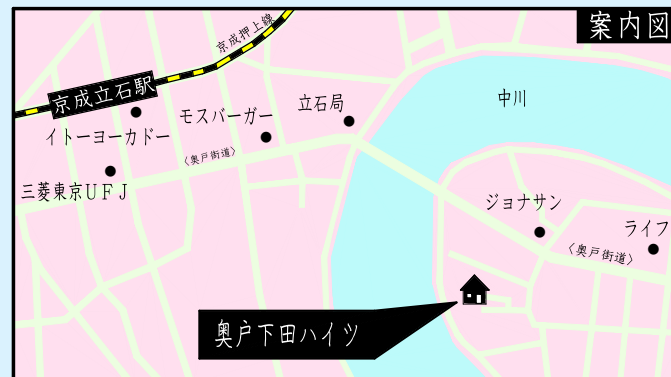 案内図
京成押上線
京成立石駅
イトーヨーカドー
モスバーガー
立石局
中川
〈奥戸街道〉
三菱東京UFJ
ジョナサン
ライフ
〈奥戸街道〉
奥戸下田ハイツ